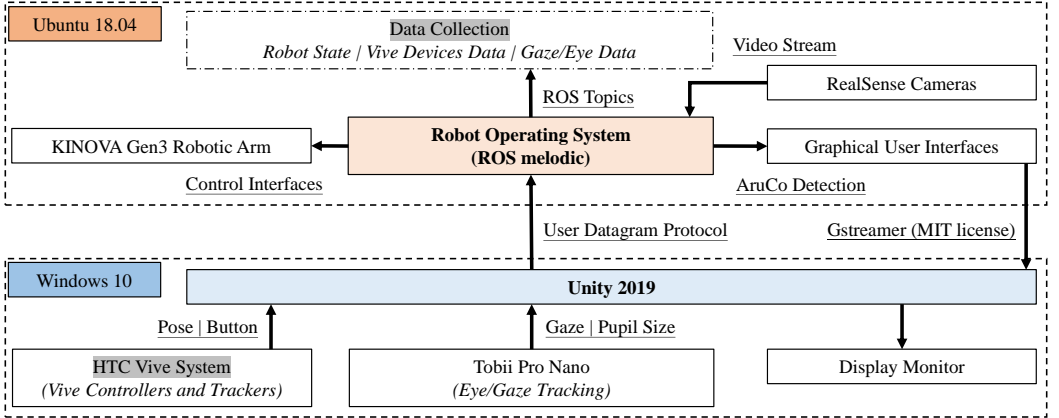 Ubuntu 18.04
Data Collection
Robot State | Vive Devices Data | Gaze/Eye Data
Video Stream
ROS Topics
RealSense Cameras
KINOVA Gen3 Robotic Arm
Robot Operating System
(ROS melodic)
Graphical User Interfaces
Control Interfaces
AruCo Detection
User Datagram Protocol
Gstreamer (MIT license)
Windows 10
Unity 2019
Pose | Button
Gaze | Pupil Size
HTC Vive System
(Vive Controllers and Trackers)
Tobii Pro Nano
(Eye/Gaze Tracking)
Display Monitor